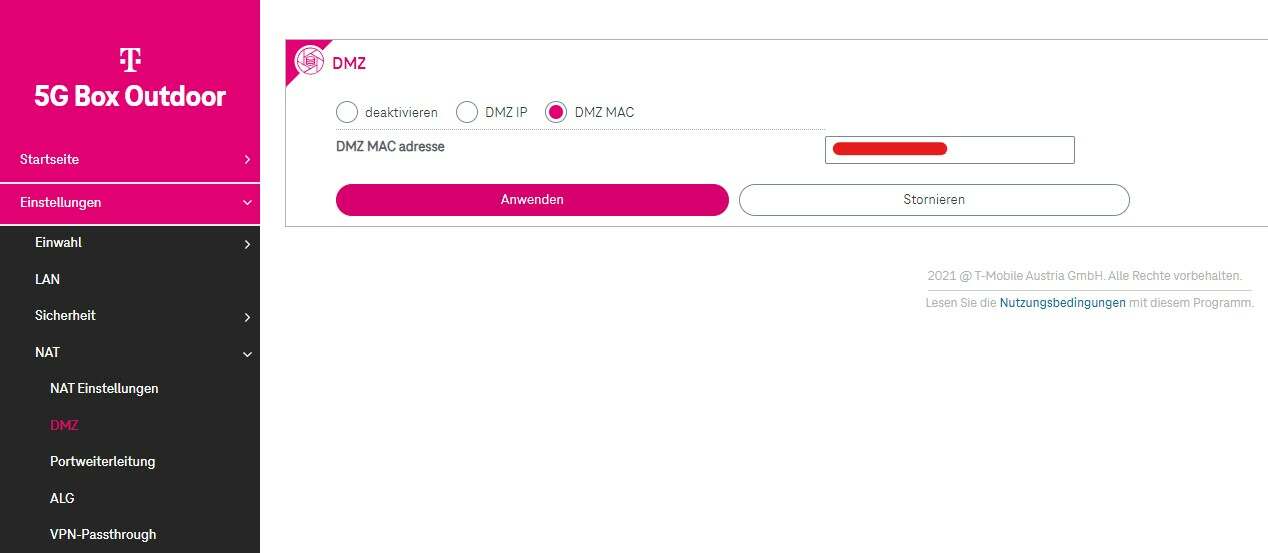 T
5G Box Outdoor
Startseite
Einstellungen
Einwahl
LAN
Sicherheit
NAT
NAT Einstellungen
DMZ
Portweiterleitung
ALG
VPN-Passthrough
DMZ
deaktivieren DMZ IP DMZ MAC
DMZ MAC adresse
Anwenden Stornieren
2021 @ T-Mobile Austria GmbH. Alle Rechte vorbehalten.
Lesen Sie die Nutzungsbedingungen mit diesem Programm.